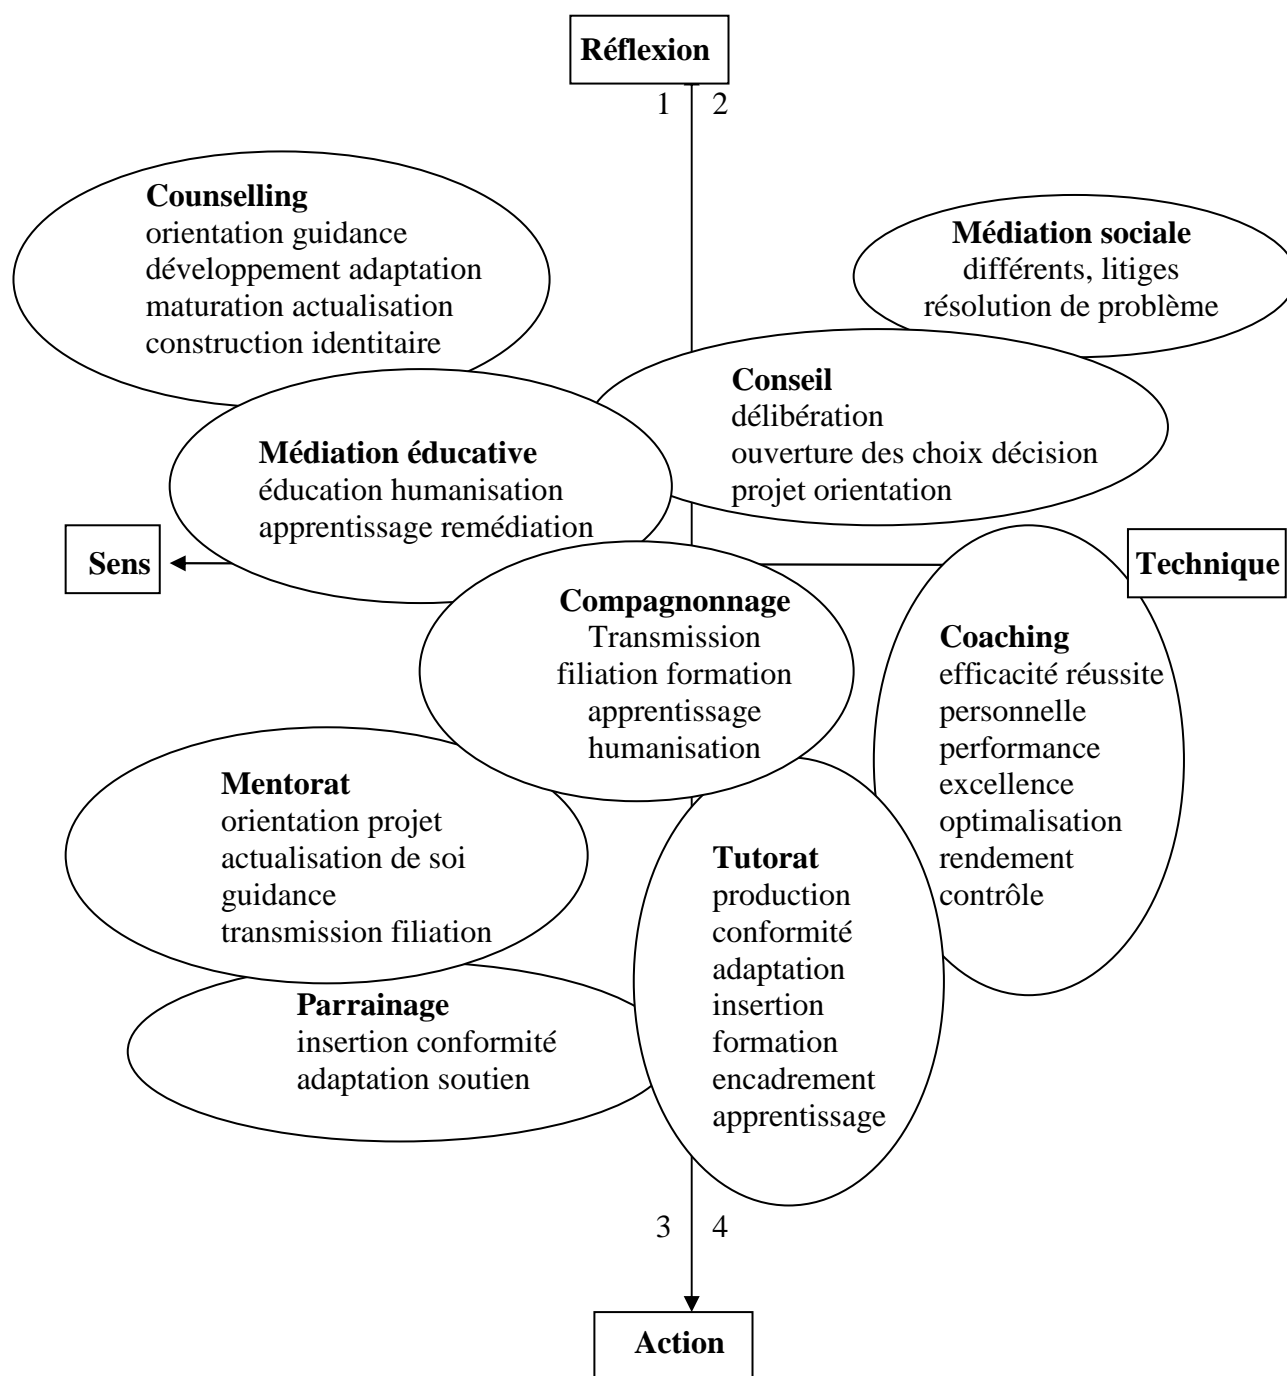 Réflexion
1 2
Counselling
orientation guidance
développement adaptation
maturation actualisation
construction identitaire
Médiation sociale
différents, litiges
résolution de problème
Conseil
délibération
ouverture des choix décision
projet orientation
Médiation éducative
éducation humanisation
apprentissage remédiation
Sens
Technique
Compagnonnage
Transmission
filiation formation
apprentissage
humanisation
Coaching
efficacité réussite
personnelle
performance
excellence
optimalisation
rendement
contrôle
Mentorat
orientation projet
actualisation de soi
guidance
transmission filiation
Tutorat
production
conformité
adaptation
insertion
formation
encadrement
apprentissage
Parrainage
insertion conformité
adaptation soutien
3 4
Action